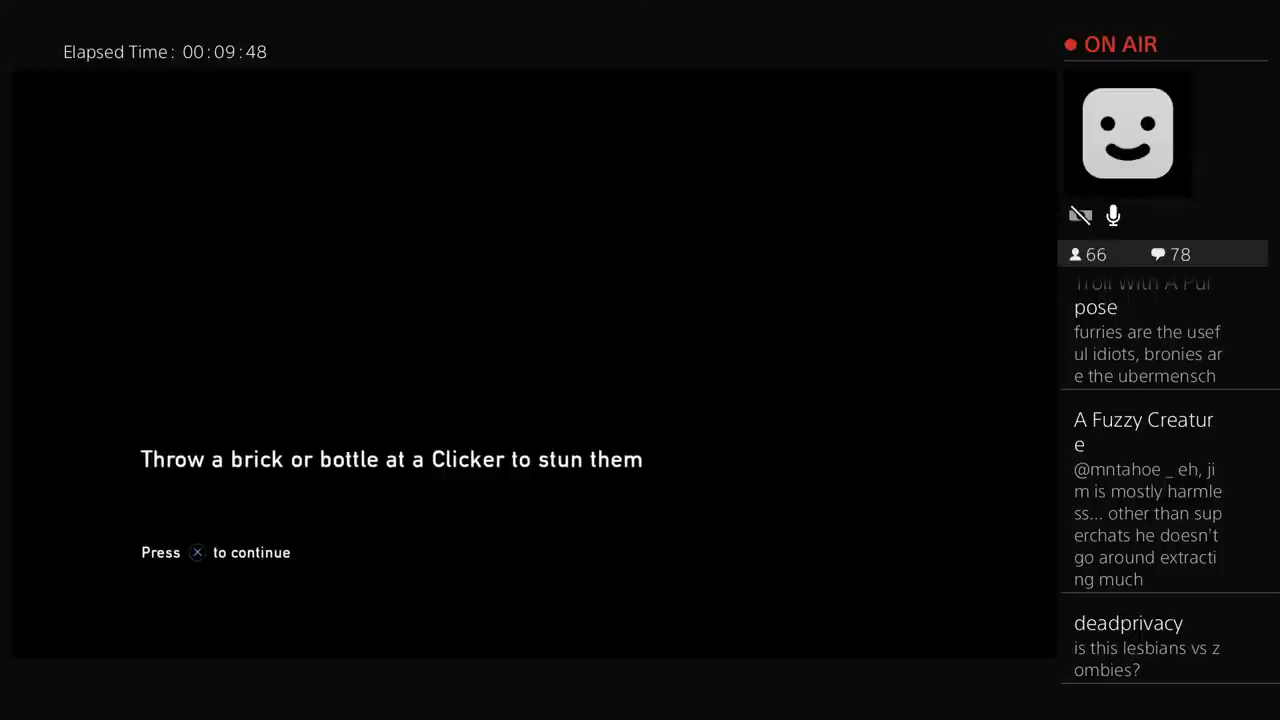 Elapsed Time: 00:09:48
ON AIR
66 78
Troll With A Pur
pose
furries are the usef
ul idiots, bronies ar
e the ubermensch
A Fuzzy Creatur
e
@mntahoe _ eh, ji
m is mostly harmle
ss... other than sup
erchats he doesn't
go around extracti
ng much
deadprivacy
is this lesbians vs z
ombies?
Throw a brick or bottle at a Clicker to stun them
Press X to continue